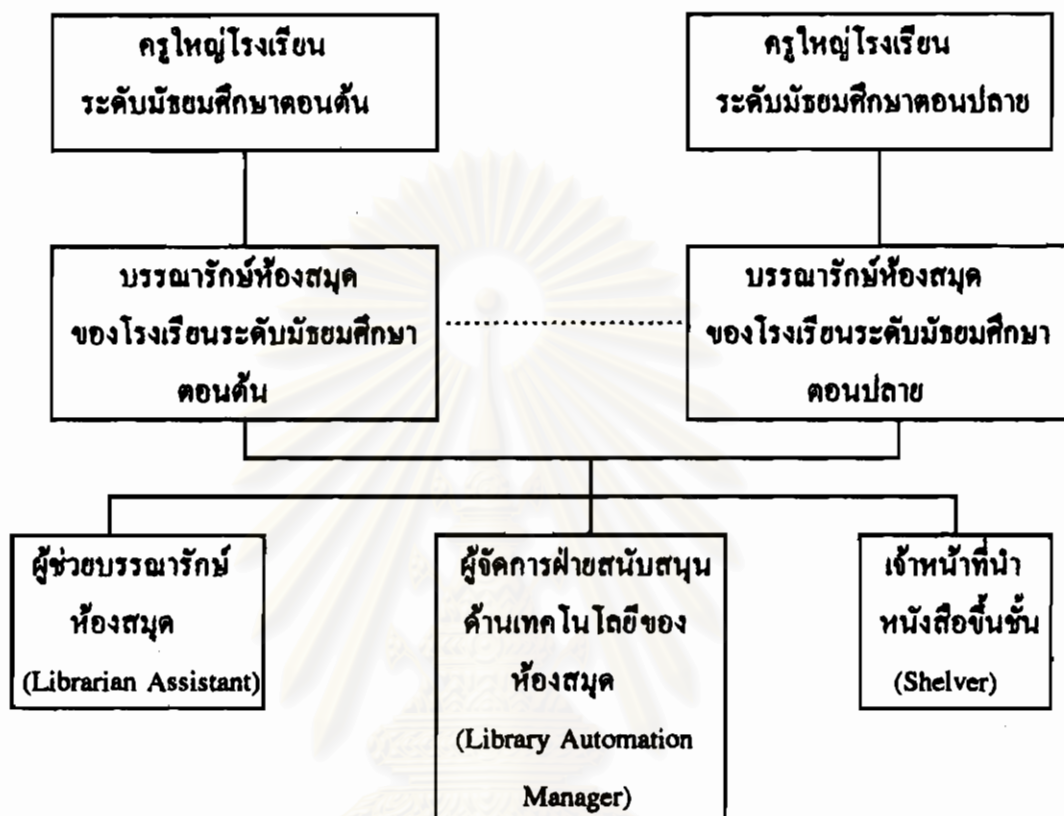 ครูใหญ่โรงเรียน
ระดับมัธยมศึกษาตอนต้น
ครูใหญ่โรงเรียน
ระดับมัธยมศึกษาตอนปลาย
บรรณารักษ์ห้องสมุด
ของโรงเรียนระดับมัธยมศึกษา
ตอนต้น
บรรณารักษ์ห้องสมุด
ของโรงเรียนระดับมัธยมศึกษา
ตอนปลาย
ผู้ช่วยบรรณารักษ์
ห้องสมุด
(Librarian Assistant)
ผู้จัดการฝ่ายสนับสนุน
ด้านเทคโนโลยีของ
ห้องสมุด
(Library Automation
Manager)
เจ้าหน้าที่นำ
หนังสือขึ้นชั้น
(Shelver)